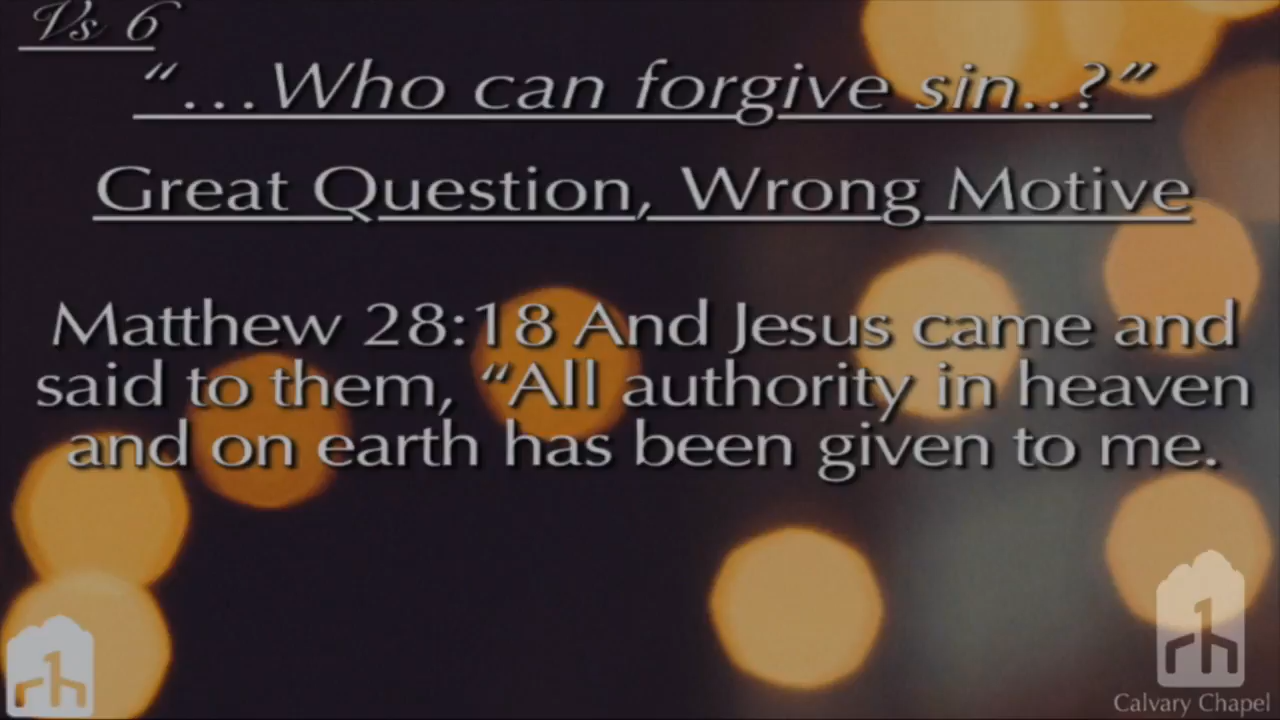 Vs 6
“…Who can forgive sin..?”
Great Question, Wrong Motive
Matthew 28:18 And Jesus came and
said to them, “All authority in heaven
and on earth has been given to me.
Calvary Chapel